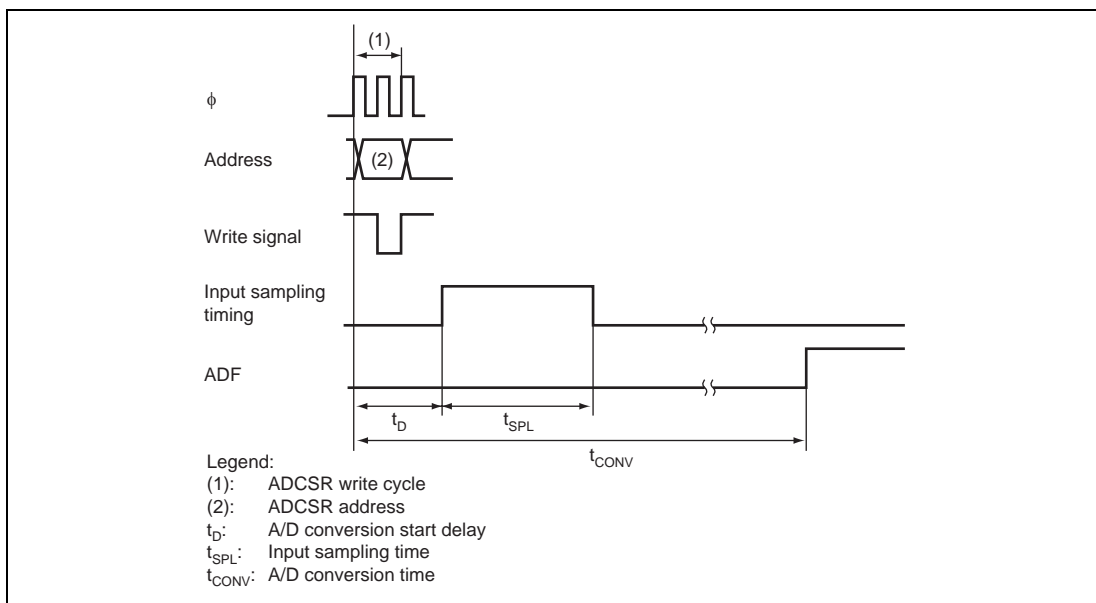 (1)
ϕ
Address
(2)
Write signal
Input sampling
timing
ADF
tD
tSPL
tCONV
Legend:
(1): ADCSR write cycle
(2): ADCSR address
tD: A/D conversion start delay
tSPL: Input sampling time
tCONV: A/D conversion time